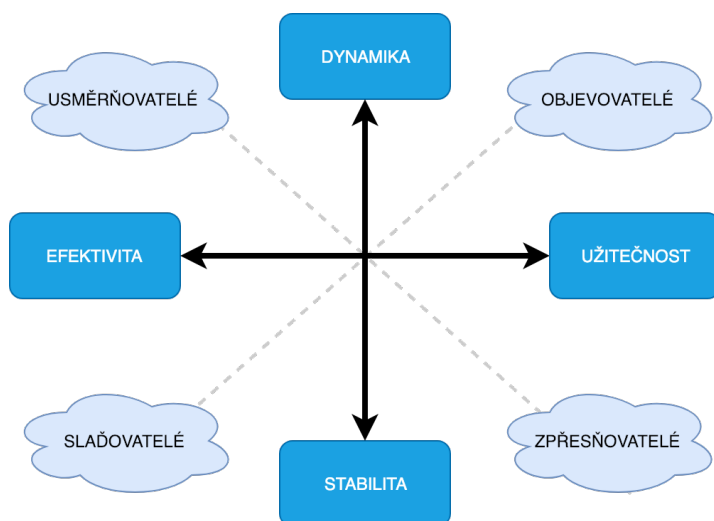 DYNAMIKA
USMĚRŇOVATELÉ
OBJEVOVATELÉ
EFEKTIVITA
UŽITEČNOST
SLAĎOVATELÉ
ZPŘESŇOVATELÉ
STABILITA